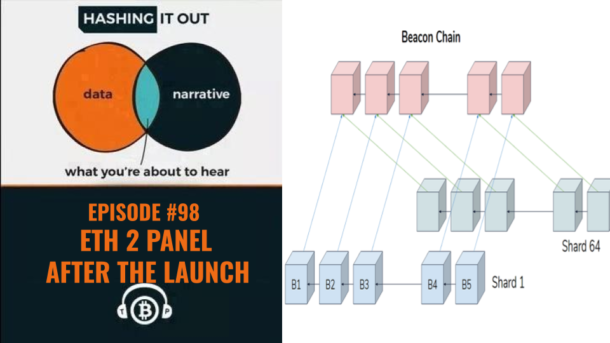 HASHING IT OUT
data
narrative
what you're about to hear
EPISODE #98
ETH 2 PANEL
AFTER THE LAUNCH
T
P
Beacon Chain
Shard 64
B1 B2 B3 B4 B5 Shard 1